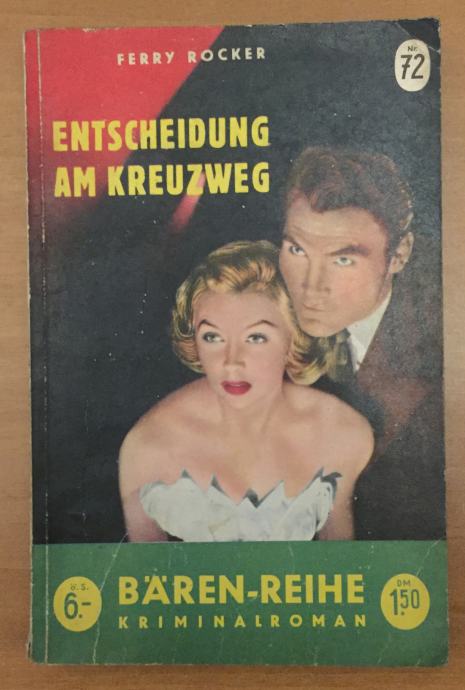 FERRY ROCKER
Nr.
72
ENTSCHEIDUNG
AM KREUZWEG
BÄREN-REIHE
KRIMINALROMAN
ö.S.
6.-
DM
1.50